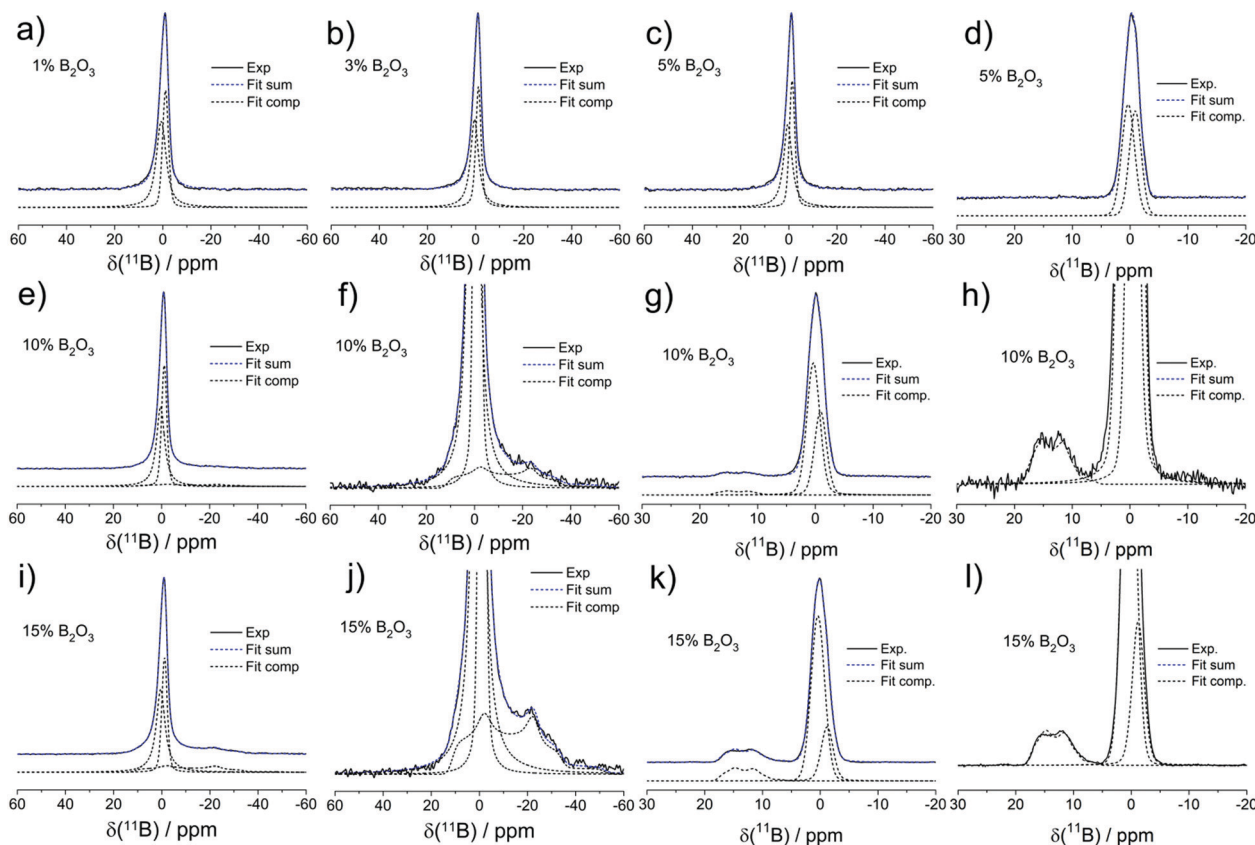 a)
1% B₂O₃
Exp
Fit sum
Fit comp
60 40 20 0 -20 -40 -60
δ(¹¹B) / ppm
b)
3% B₂O₃
Exp
Fit sum
Fit comp
60 40 20 0 -20 -40 -60
δ(¹¹B) / ppm
c)
5% B₂O₃
Exp
Fit sum
Fit comp
60 40 20 0 -20 -40 -60
δ(¹¹B) / ppm
d)
5% B₂O₃
Exp.
Fit sum
Fit comp.
30 20 10 0 -10 -20
δ(¹¹B) / ppm
e)
10% B₂O₃
Exp
Fit sum
Fit comp
60 40 20 0 -20 -40 -60
δ(¹¹B) / ppm
f)
10% B₂O₃
Exp
Fit sum
Fit comp
60 40 20 0 -20 -40 -60
δ(¹¹B) / ppm
g)
10% B₂O₃
Exp.
Fit sum
Fit comp.
30 20 10 0 -10 -20
δ(¹¹B) / ppm
h)
10% B₂O₃
Exp.
Fit sum
Fit comp.
30 20 10 0 -10 -20
δ(¹¹B) / ppm
i)
15% B₂O₃
Exp
Fit sum
Fit comp
60 40 20 0 -20 -40 -60
δ(¹¹B) / ppm
j)
15% B₂O₃
Exp
Fit sum
Fit comp
60 40 20 0 -20 -40 -60
δ(¹¹B) / ppm
k)
15% B₂O₃
Exp.
Fit sum
Fit comp.
30 20 10 0 -10 -20
δ(¹¹B) / ppm
l)
15% B₂O₃
Exp.
Fit sum
Fit comp.
30 20 10 0 -10 -20
δ(¹¹B) / ppm